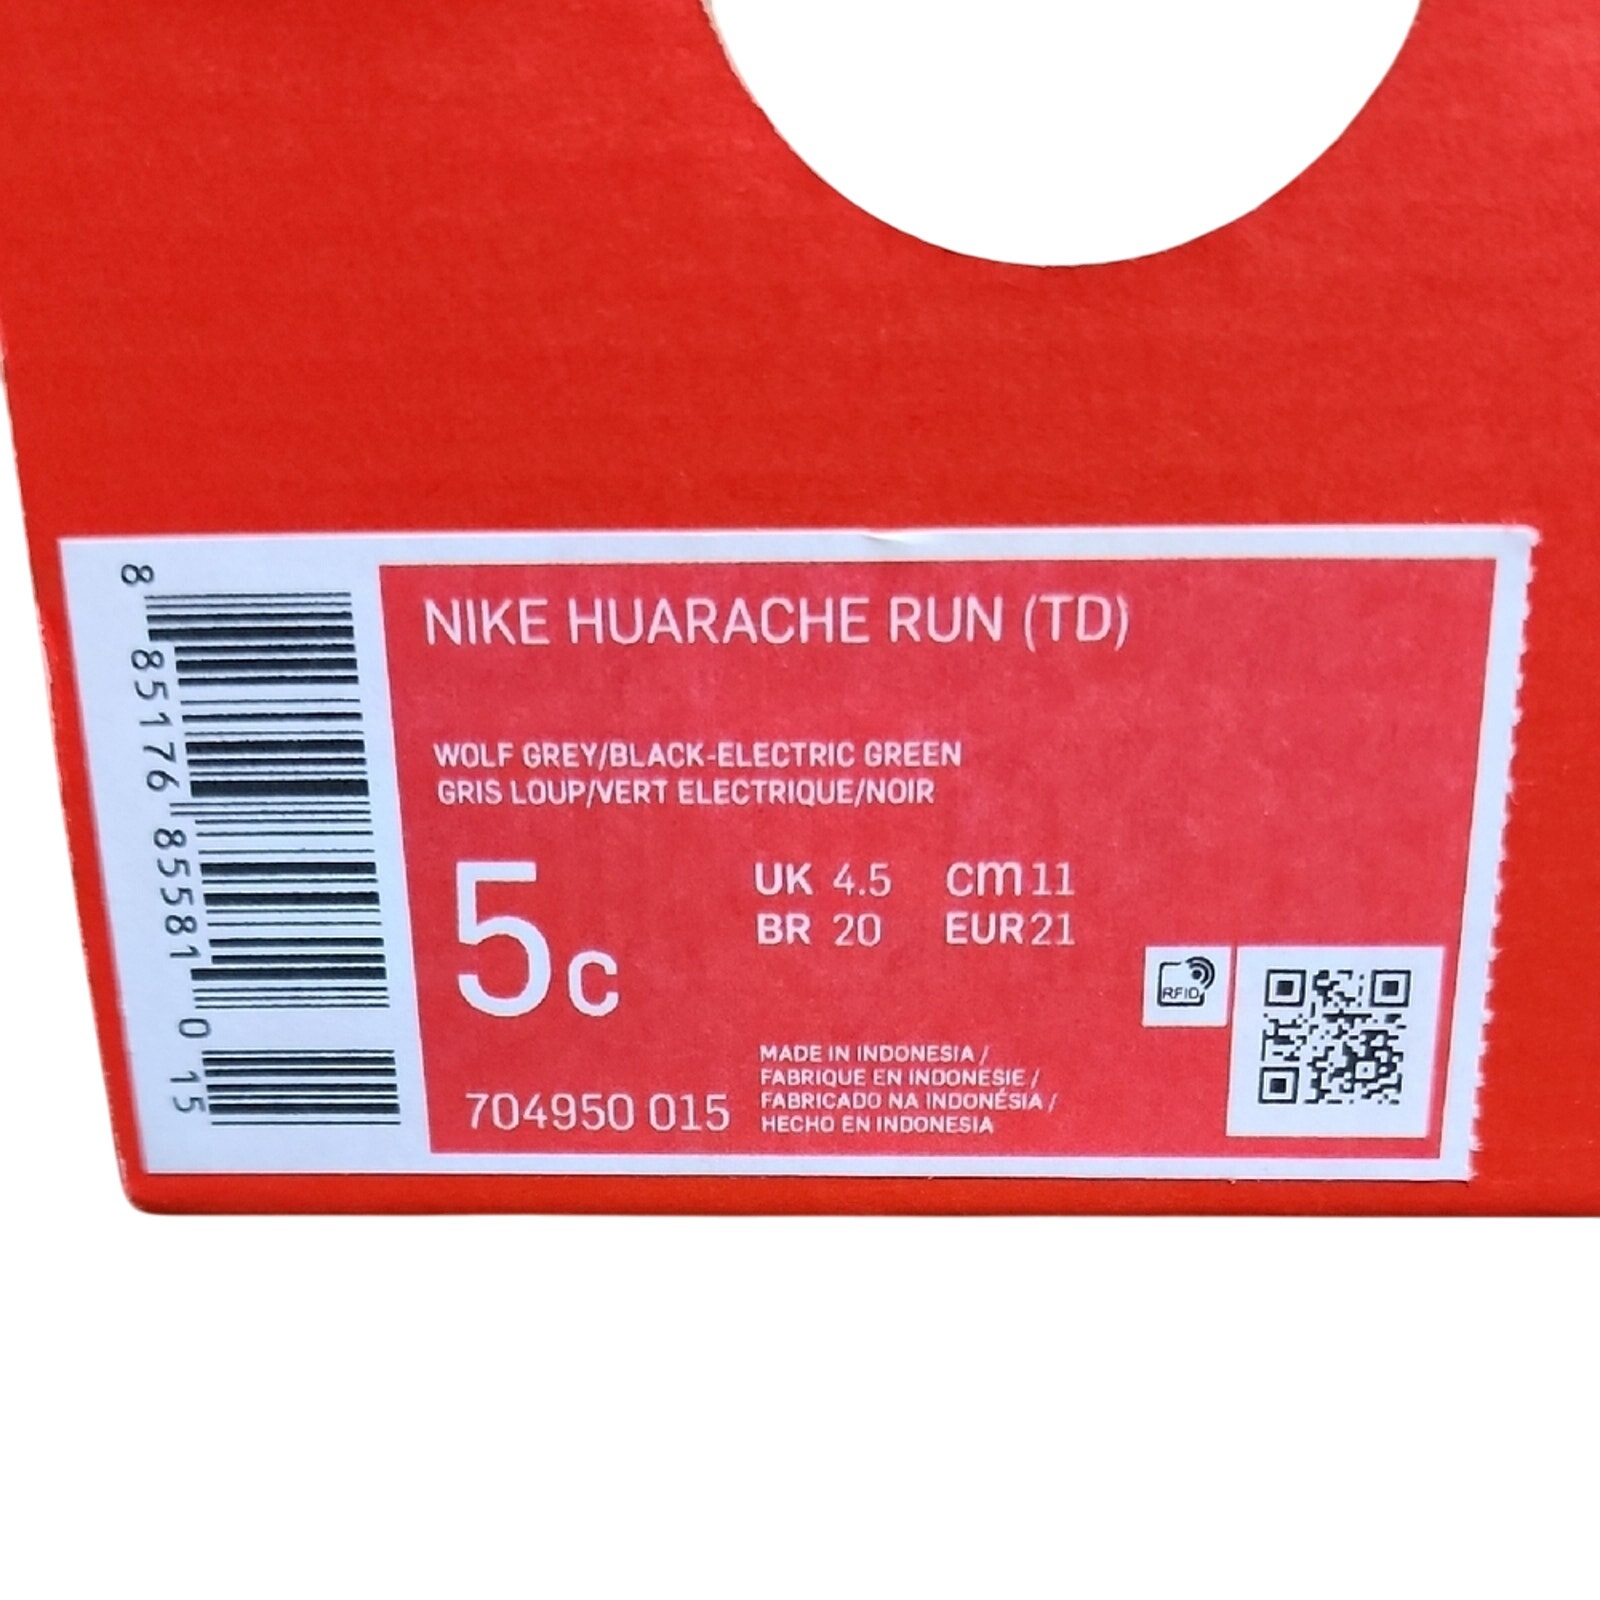 NIKE HUARACHE RUN (TD)
WOLF GREY/BLACK-ELECTRIC GREEN
GRIS LOUP/VERT ELECTRIQUE/NOIR
5c
UK 4.5 cm 11
BR 20 EUR 21
704950 015
MADE IN INDONESIA /
FABRIQUE EN INDONESIE /
FABRICADO NA INDONÉSIA /
HECHO EN INDONESIA
RFID
8 85176 85581 0 15